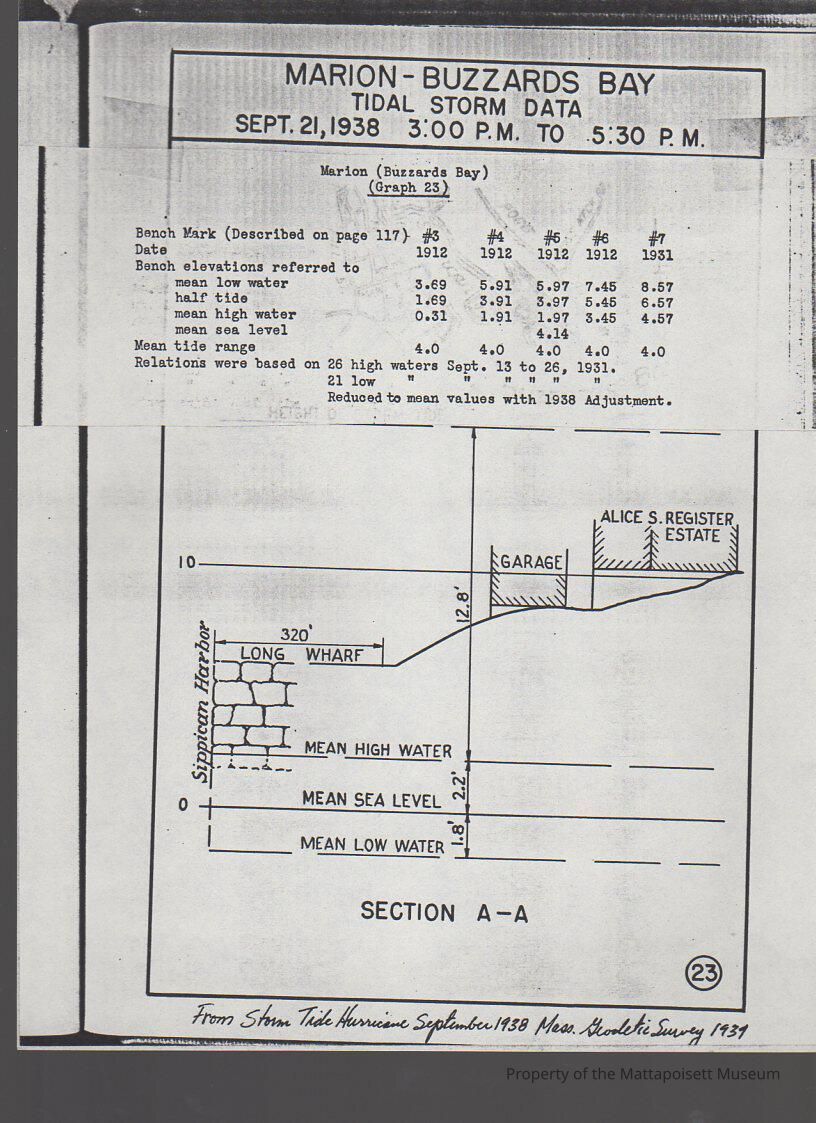 MARION - BUZZARDS BAY
TIDAL STORM DATA
SEPT. 21, 1938 3:00 P.M. TO 5:30 P.M.
Marion (Buzzards Bay)
(Graph 23)
Bench Mark (Described on page 117) #3 #4 #5 #6 #7
Date 1912 1912 1912 1912 1931
Bench elevations referred to
mean low water 3.69 5.91 5.97 7.45 8.57
half tide 1.69 3.91 3.97 5.45 6.57
mean high water 0.31 1.91 1.97 3.45 4.57
mean sea level 4.14
Mean tide range 4.0 4.0 4.0 4.0 4.0
Relations were based on 26 high waters Sept. 13 to 26, 1931.
21 low " " " " " "
Reduced to mean values with 1938 Adjustment.
ALICE S. REGISTER
ESTATE
10
GARAGE
12.8'
320'
LONG WHARF
Sippican Harbor
MEAN HIGH WATER
2.2'
0
MEAN SEA LEVEL
1.8'
MEAN LOW WATER
SECTION A-A
23
From Storm Tide Hurricane September 1938 Mass. Geodetic Survey 1939
Property of the Mattapoisett Museum